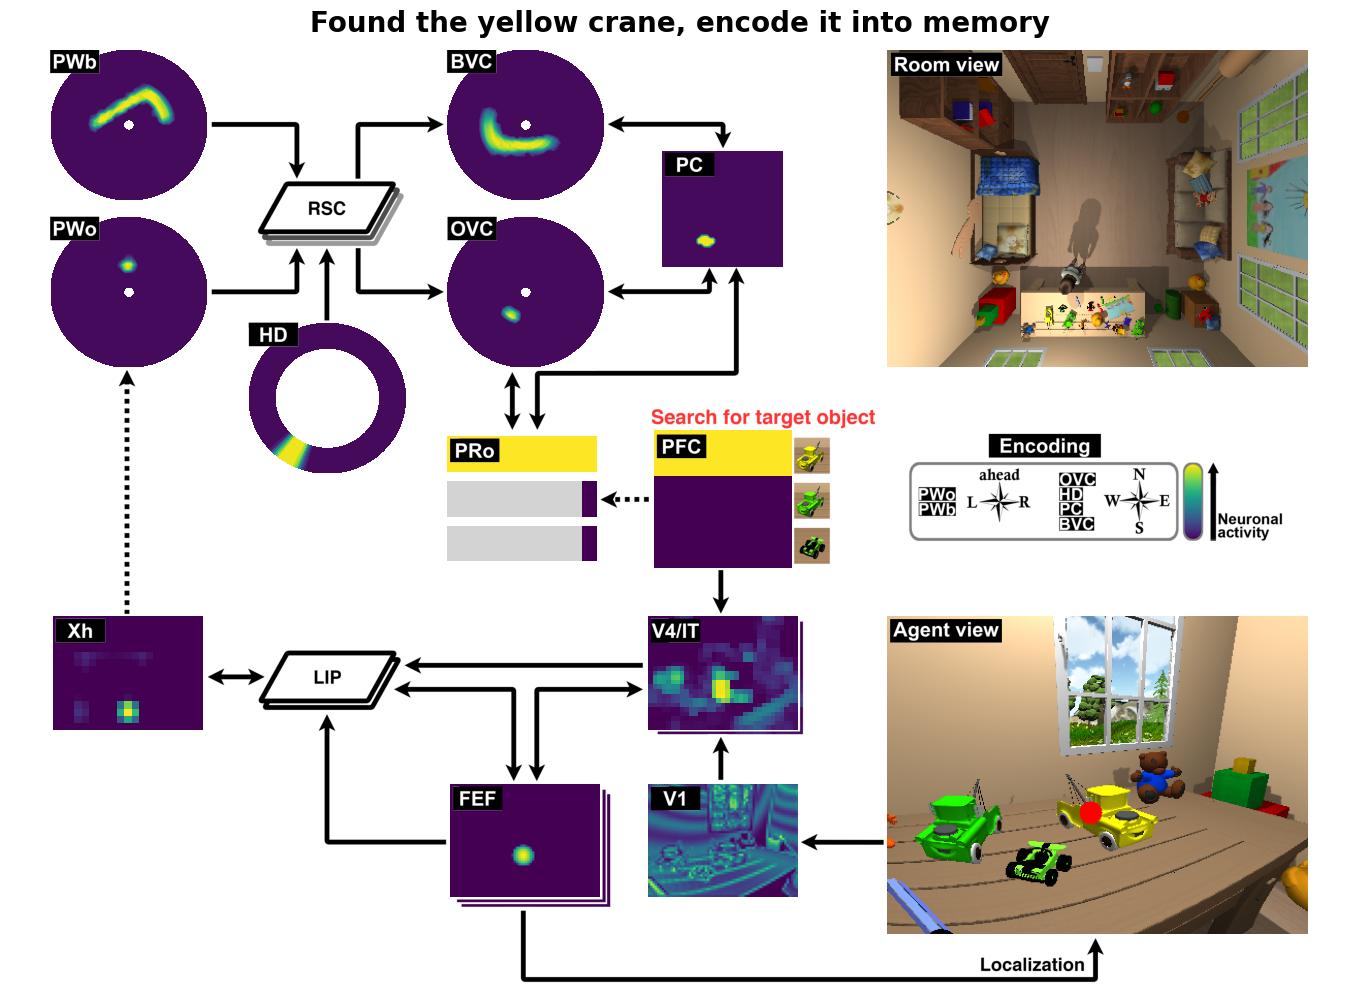 Found the yellow crane, encode it into memory
PWb
BVC
Room view
PC
RSC
PWo
OVC
HD
Search for target object
PRo
PFC
Encoding
ahead
L
R
PWo
PWb
OVC
HD
PC
BVC
N
W
E
S
Neuronal
activity
Xh
LIP
V4/IT
Agent view
FEF
V1
Localization